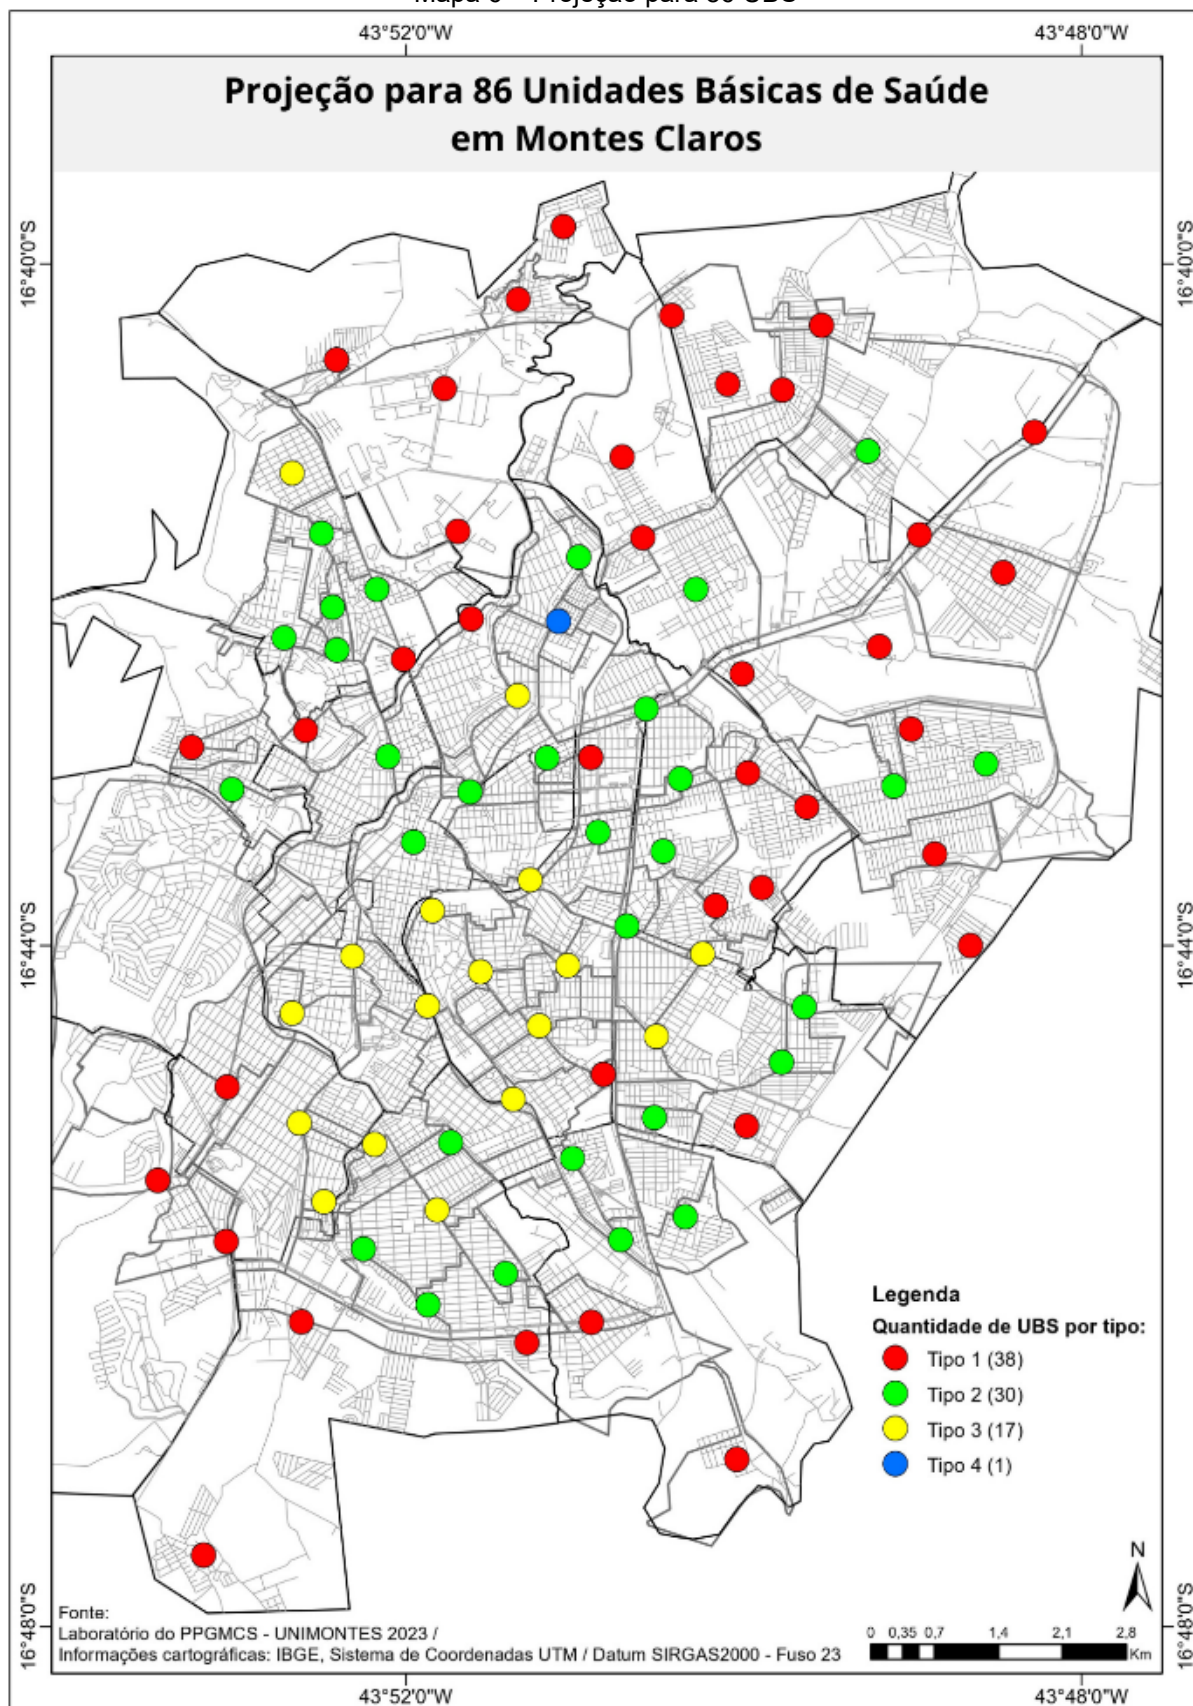 43°52'0"W
43°48'0"W
Projeção para 86 Unidades Básicas de Saúde
em Montes Claros
16°40'0"S
16°40'0"S
16°44'0"S
16°44'0"S
Legenda
Quantidade de UBS por tipo:
Tipo 1 (38)
Tipo 2 (30)
Tipo 3 (17)
Tipo 4 (1)
N
16°48'0"S
16°48'0"S
Fonte:
Laboratório do PPGMCS - UNIMONTES 2023 /
Informações cartográficas: IBGE, Sistema de Coordenadas UTM / Datum SIRGAS2000 - Fuso 23
0 0,35 0,7 1,4 2,1 2,8
Km
43°52'0"W
43°48'0"W